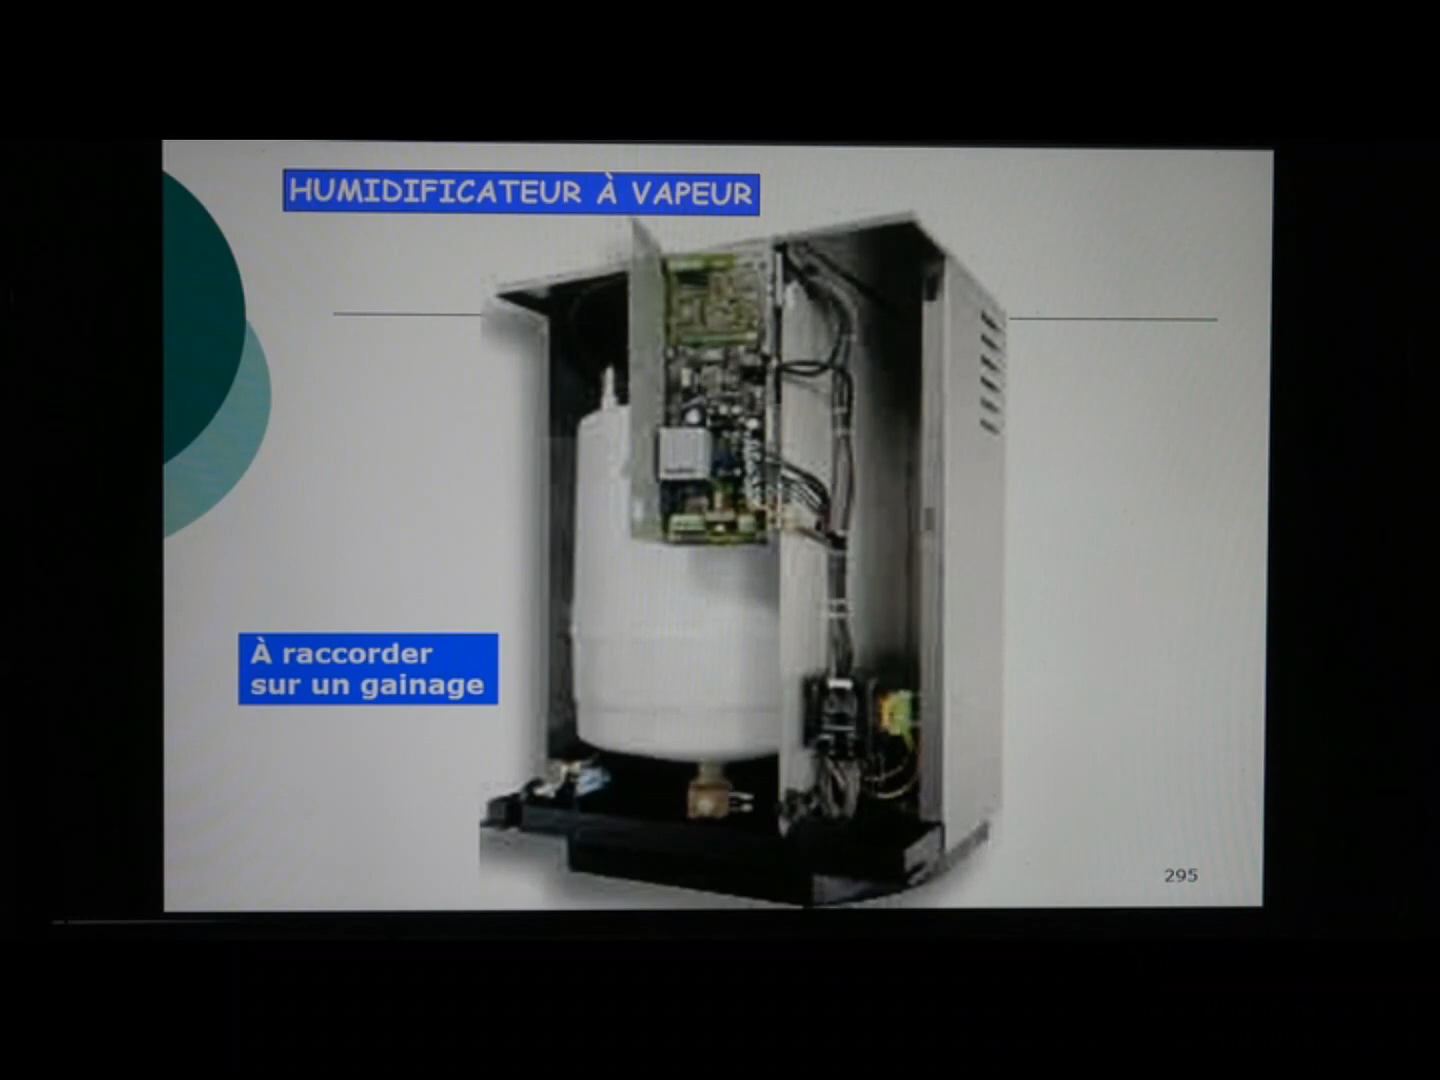 HUMIDIFICATEUR À VAPEUR
À raccorder
sur un gainage
295